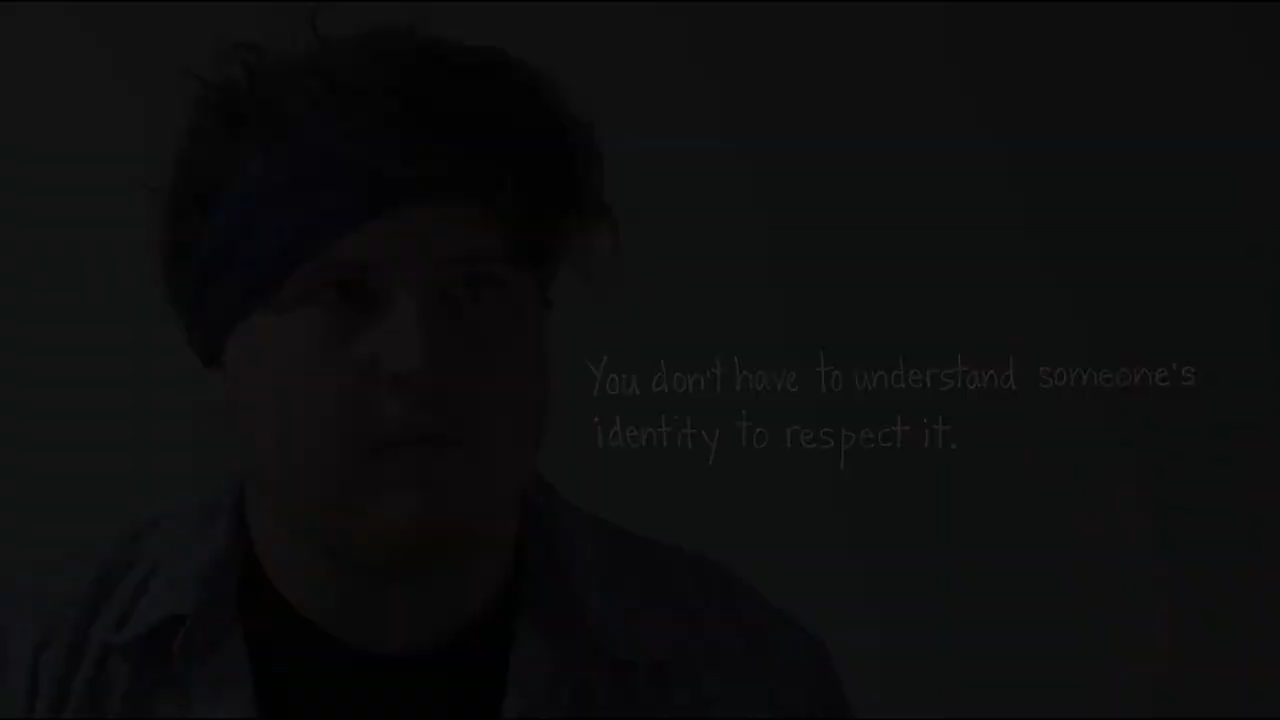 You don't have to understand someone's
identity to respect it.